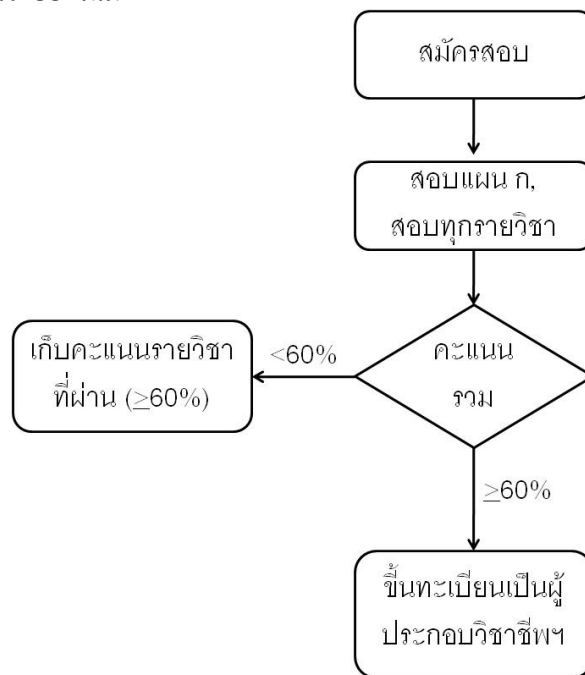 สมัครสอบ
สอบแผน ก,
สอบทุกรายวิชา
คะแนน
รวม
<60%
เก็บคะแนนรายวิชา
ที่ผ่าน (≥60%)
≥60%
ขึ้นทะเบียนเป็นผู้
ประกอบวิชาชีพฯ